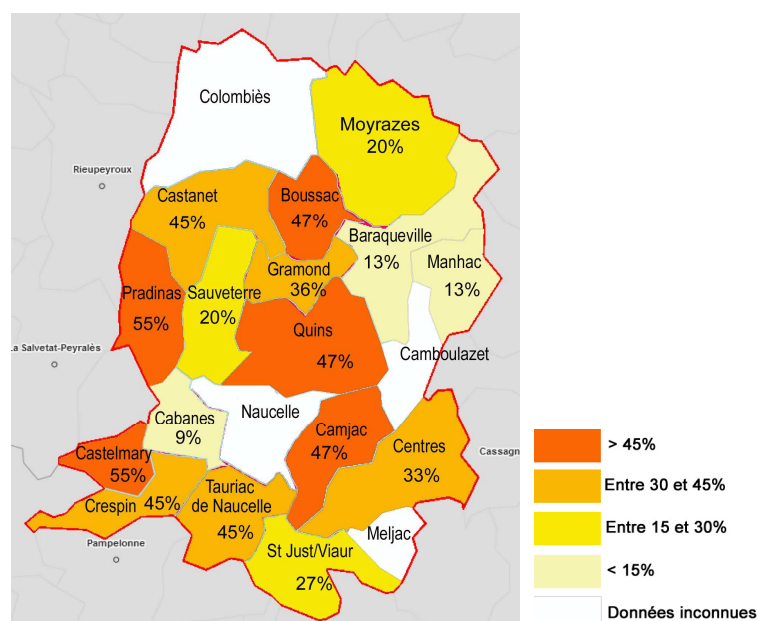 Colombiès
Moyrazes
20%
Rieupeyroux
Castanet
45%
Boussac
47%
Baraqueville
13%
Manhac
13%
Gramond
36%
Pradinas
55%
Sauveterre
20%
Quins
47%
La Salvetat-Peyralès
Camboulazet
Cabanes
9%
Naucelle
Camjac
47%
Centres
33%
Cassagn
Castelmary
55%
Crespin 45%
Tauriac
de Naucelle
45%
Pampelonne
Meljac
St Just/Viaur
27%
> 45%
Entre 30 et 45%
Entre 15 et 30%
< 15%
Données inconnues